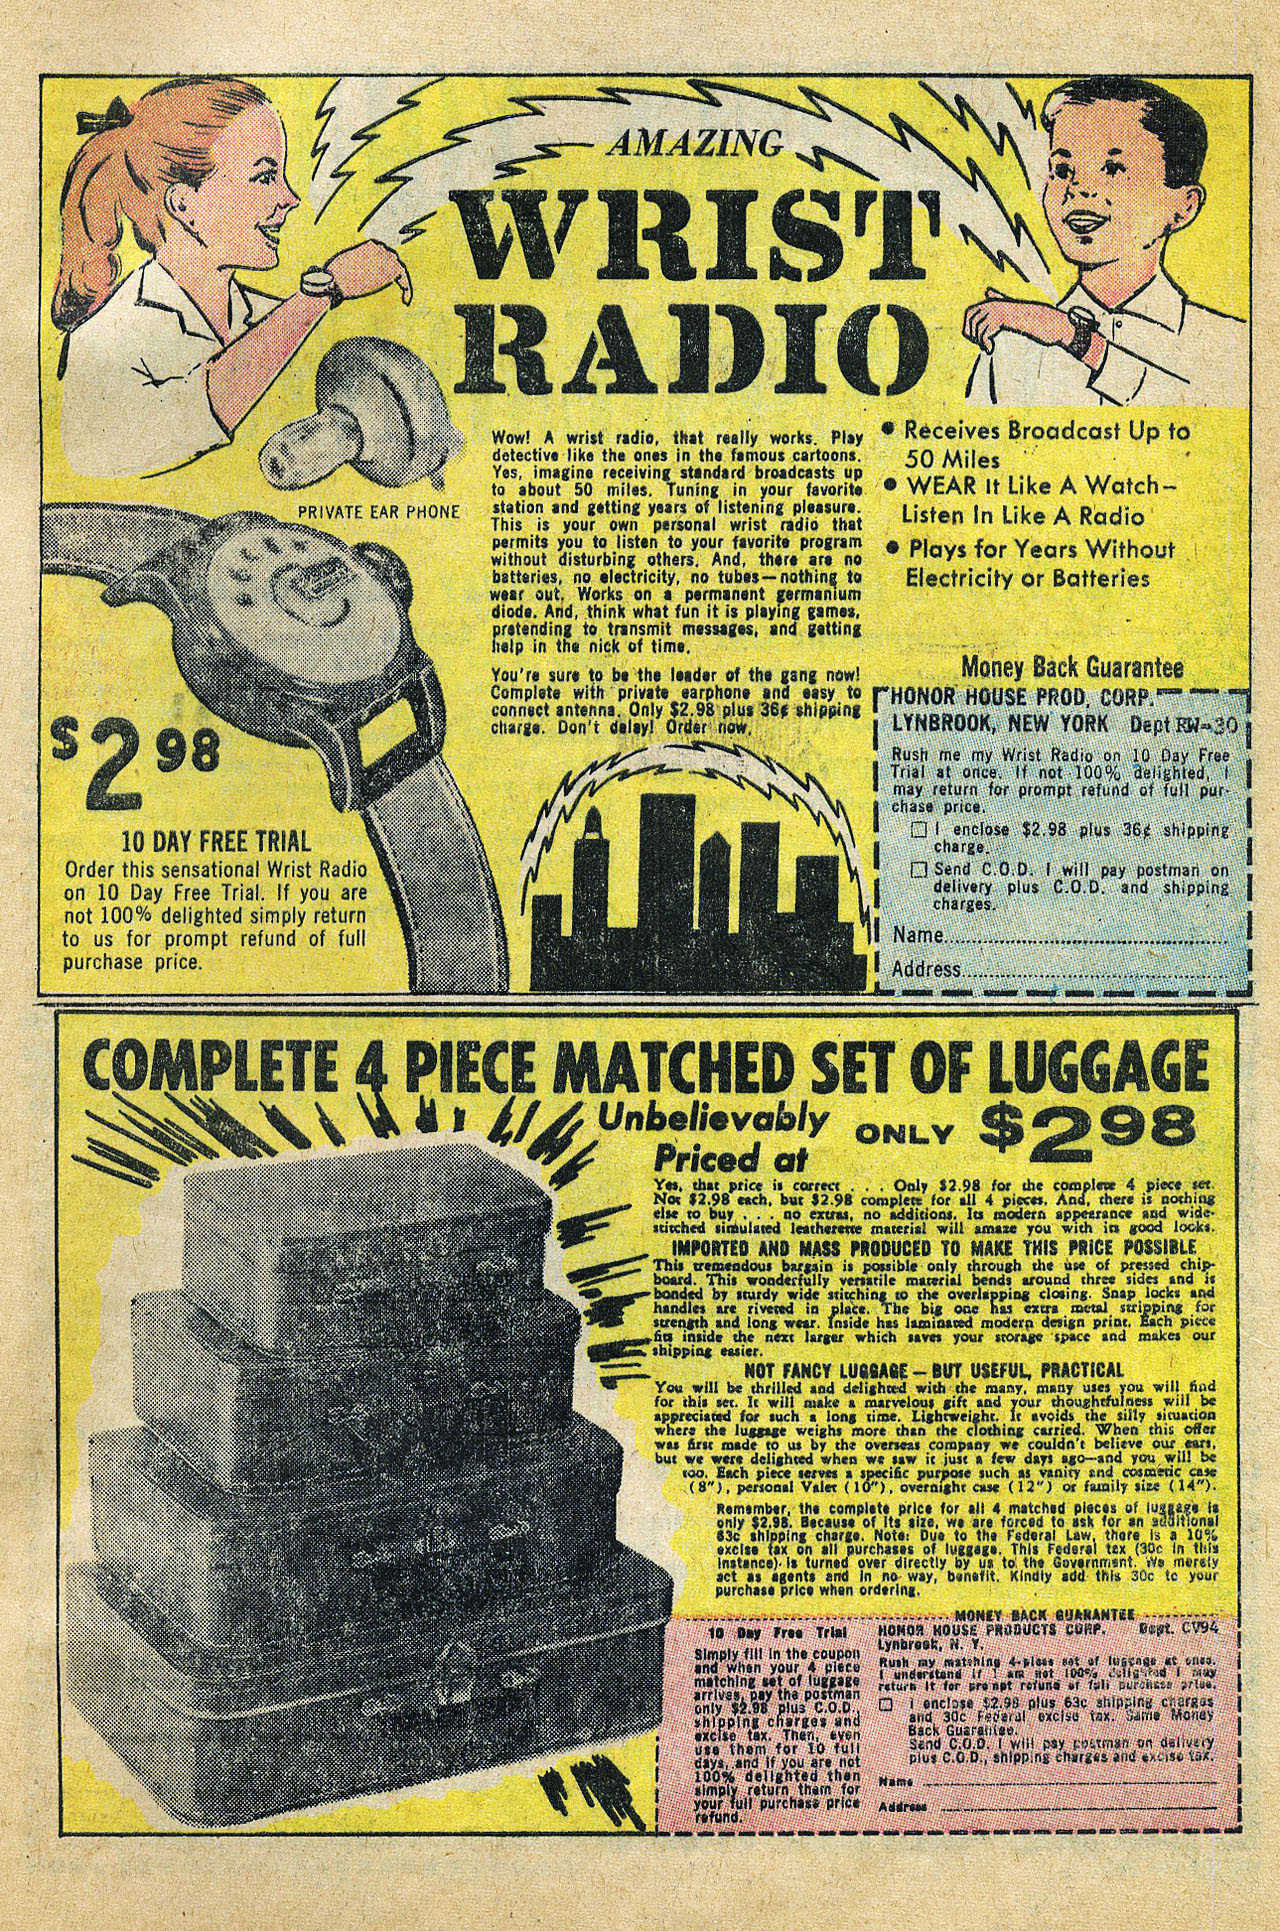 AMAZING
WRIST
RADIO
PRIVATE EAR PHONE
Wow! A wrist radio, that really works. Play
detective like the ones in the famous cartoons.
Yes, imagine receiving standard broadcasts up
to about 50 miles. Tuning in your favorite
station and getting years of listening pleasure.
This is your own personal wrist radio that
permits you to listen to your favorite program
without disturbing others. And, there are no
batteries, no electricity, no tubes—nothing to
wear out. Works on a permanent germanium
diode. And, think what fun it is playing games,
pretending to transmit messages, and getting
help in the nick of time.
You're sure to be the leader of the gang now!
Complete with private earphone and easy to
connect antenna. Only $2.98 plus 36¢ shipping
charge. Don't delay! Order now.
• Receives Broadcast Up to
50 Miles
• WEAR It Like A Watch—
Listen In Like A Radio
• Plays for Years Without
Electricity or Batteries
$2 98
10 DAY FREE TRIAL
Order this sensational Wrist Radio
on 10 Day Free Trial. If you are
not 100% delighted simply return
to us for prompt refund of full
purchase price.
Money Back Guarantee
HONOR HOUSE PROD. CORP.
LYNBROOK, NEW YORK Dept RW-30
Rush me my Wrist Radio on 10 Day Free
Trial at once. If not 100% delighted, I
may return for prompt refund of full pur-
chase price.
☐ I enclose $2.98 plus 36¢ shipping
charge.
☐ Send C.O.D. I will pay postman on
delivery plus C.O.D. and shipping
charges.
Name
Address
COMPLETE 4 PIECE MATCHED SET OF LUGGAGE
Unbelievably
Priced at
ONLY $2 98
Yes, that price is correct . . . Only $2.98 for the complete 4 piece set.
Not $2.98 each, but $2.98 complete for all 4 pieces. And, there is nothing
else to buy . . . no extras, no additions. Its modern appearance and wide-
stitched simulated leatherette material will amaze you with its good looks.
IMPORTED AND MASS PRODUCED TO MAKE THIS PRICE POSSIBLE
This tremendous bargain is possible only through the use of pressed chip-
board. This wonderfully versatile material bends around three sides and is
bonded by sturdy wide stitching to the overlapping closing. Snap locks and
handles are riveted in place. The big one has extra metal stripping for
strength and long wear. Inside has laminated modern design print. Each piece
fits inside the next larger which saves your storage space and makes our
shipping easier.
NOT FANCY LUGGAGE — BUT USEFUL, PRACTICAL
You will be thrilled and delighted with the many, many uses you will find
for this set. It will make a marvelous gift and your thoughtfulness will be
appreciated for such a long time. Lightweight. It avoids the silly situation
where the luggage weighs more than the clothing carried. When this offer
was first made to us by the overseas company we couldn't believe our ears,
but we were delighted when we saw it just a few days ago—and you will be
too. Each piece serves a specific purpose such as vanity and cosmetic case
(8"), personal Valet (10"), overnight case (12") or family size (14").
Remember, the complete price for all 4 matched pieces of luggage is
only $2.98. Because of its size, we are forced to ask for an additional
63c shipping charge. Note: Due to the Federal Law, there is a 10%
excise tax on all purchases of luggage. This Federal tax (30c in this
instance) is turned over directly by us to the Government. We merely
act as agents and in no way, benefit. Kindly add this 30c to your
purchase price when ordering.
10 Day Free Trial
Simply fill in the coupon
and when your 4 piece
matching set of luggage
arrives, pay the postman
only $2.98 plus C.O.D.,
shipping charges and
excise tax. Then, even
use them for 10 full
days, and if you are not
100% delighted then
simply return them for
your full purchase price
refund.
MONEY BACK GUARANTEE
HONOR HOUSE PRODUCTS CORP. Dept. CV94
Lynbrook, N. Y.
Rush my matching 4-piece set of luggage at once.
I understand if I am not 100% delighted I may
return it for prompt refund of full purchase price.
☐ I enclose $2.98 plus 63c shipping charges
and 30c Federal excise tax. Same Money
Back Guarantee.
Send C.O.D. I will pay postman on delivery
plus C.O.D., shipping charges and excise tax.
Name
Address